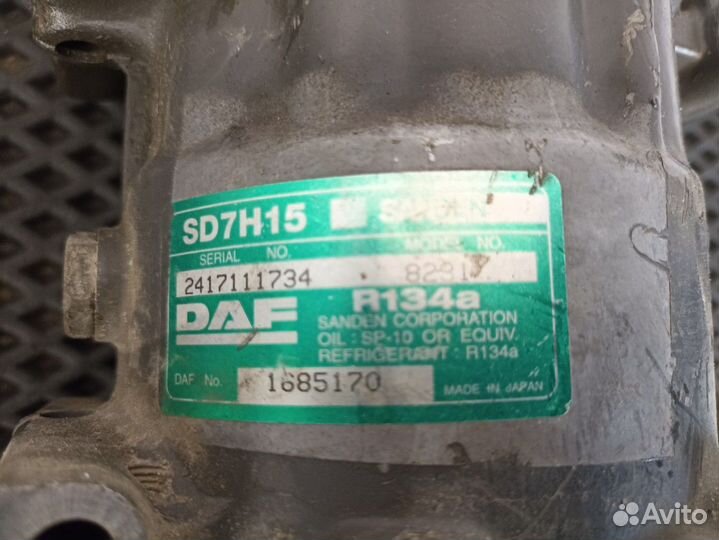 SD7H15 SANDEN
SERIAL NO. MODEL NO.
2417111734
DAF R134a
SANDEN CORPORATION
OIL : SP-10 OR EQUIV.
REFRIGERANT : R134a
DAF No. 1685170 MADE IN JAPAN
Avito